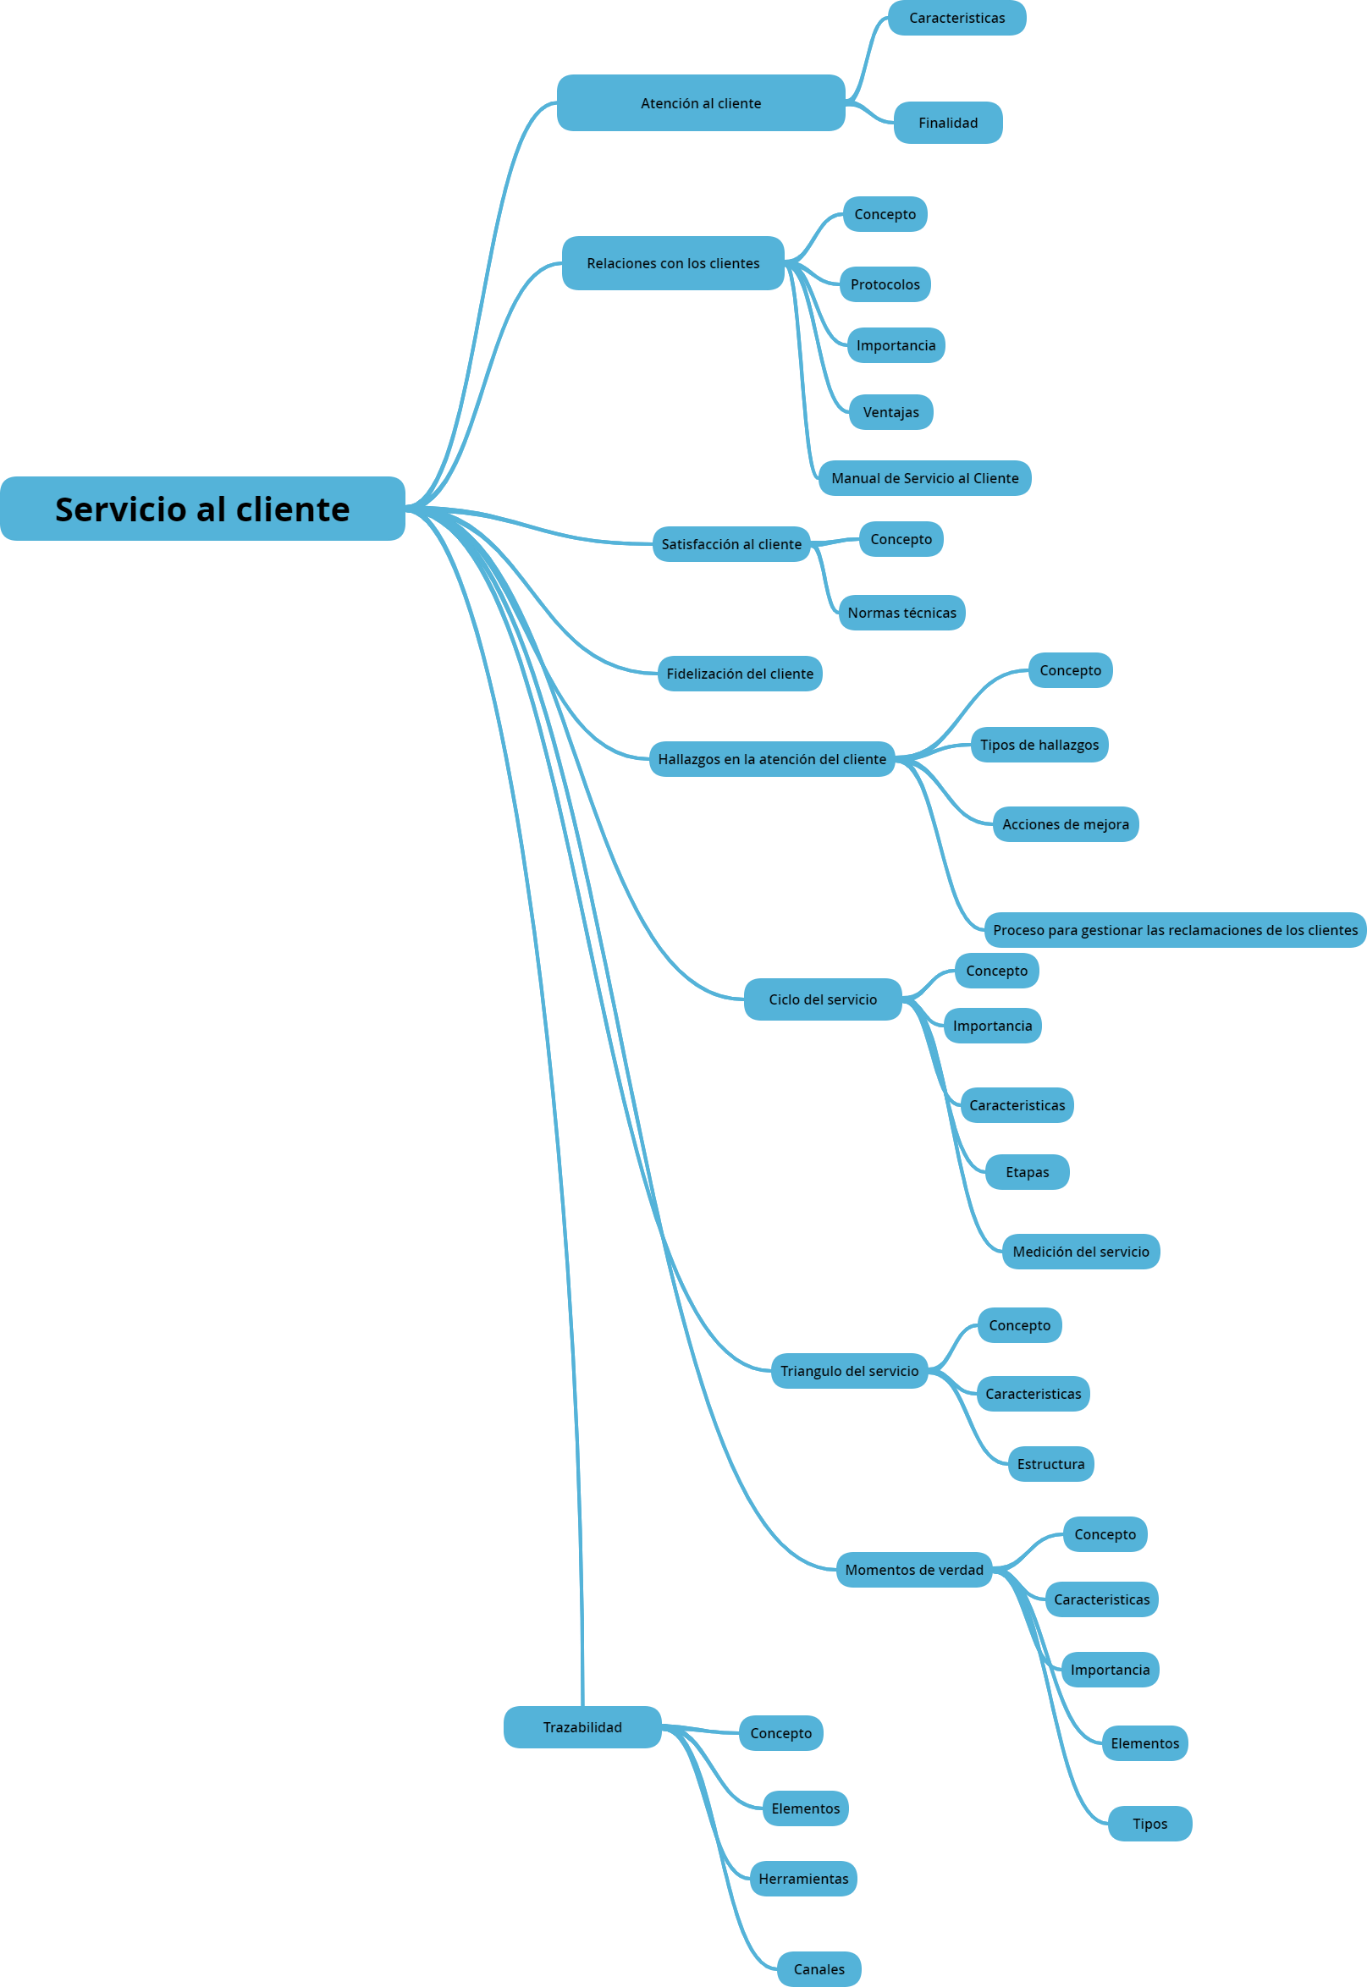 Servicio al cliente
Atención al cliente
Caracteristicas
Finalidad
Relaciones con los clientes
Concepto
Protocolos
Importancia
Ventajas
Manual de Servicio al Cliente
Satisfacción al cliente
Concepto
Normas técnicas
Fidelización del cliente
Hallazgos en la atención del cliente
Concepto
Tipos de hallazgos
Acciones de mejora
Proceso para gestionar las reclamaciones de los clientes
Ciclo del servicio
Concepto
Importancia
Caracteristicas
Etapas
Medición del servicio
Triangulo del servicio
Concepto
Caracteristicas
Estructura
Momentos de verdad
Concepto
Caracteristicas
Importancia
Elementos
Tipos
Trazabilidad
Concepto
Elementos
Herramientas
Canales